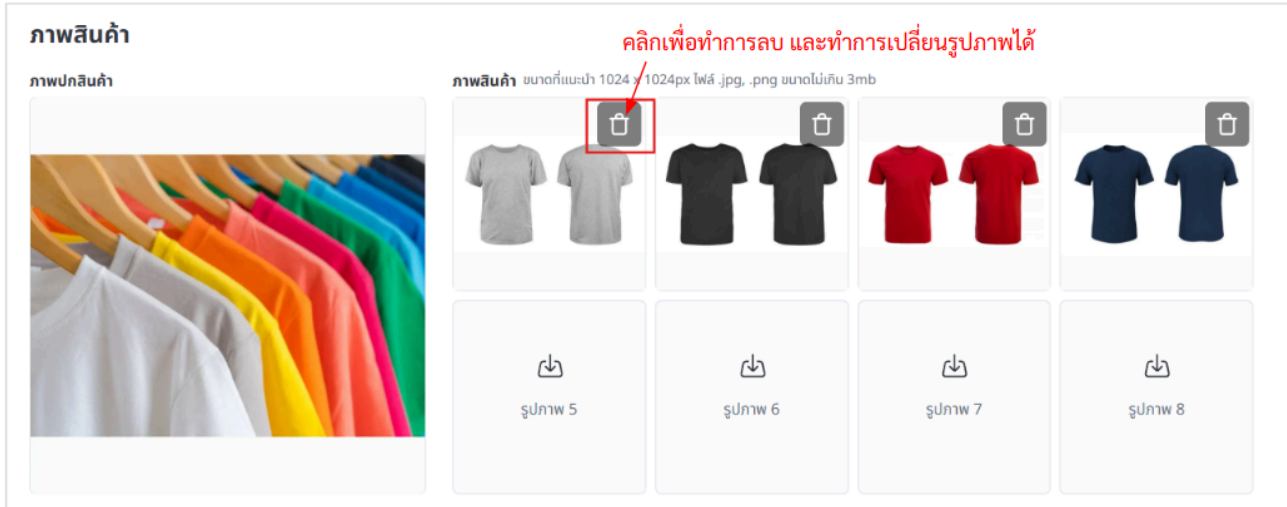 ภาพสินค้า
คลิกเพื่อทำการลบ และทำการเปลี่ยนรูปภาพได้
ภาพปกสินค้า
ภาพสินค้า ขนาดที่แนะนำ 1024 x 1024px ไฟล์ .jpg, .png ขนาดไม่เกิน 3mb
รูปภาพ 5
รูปภาพ 6
รูปภาพ 7
รูปภาพ 8